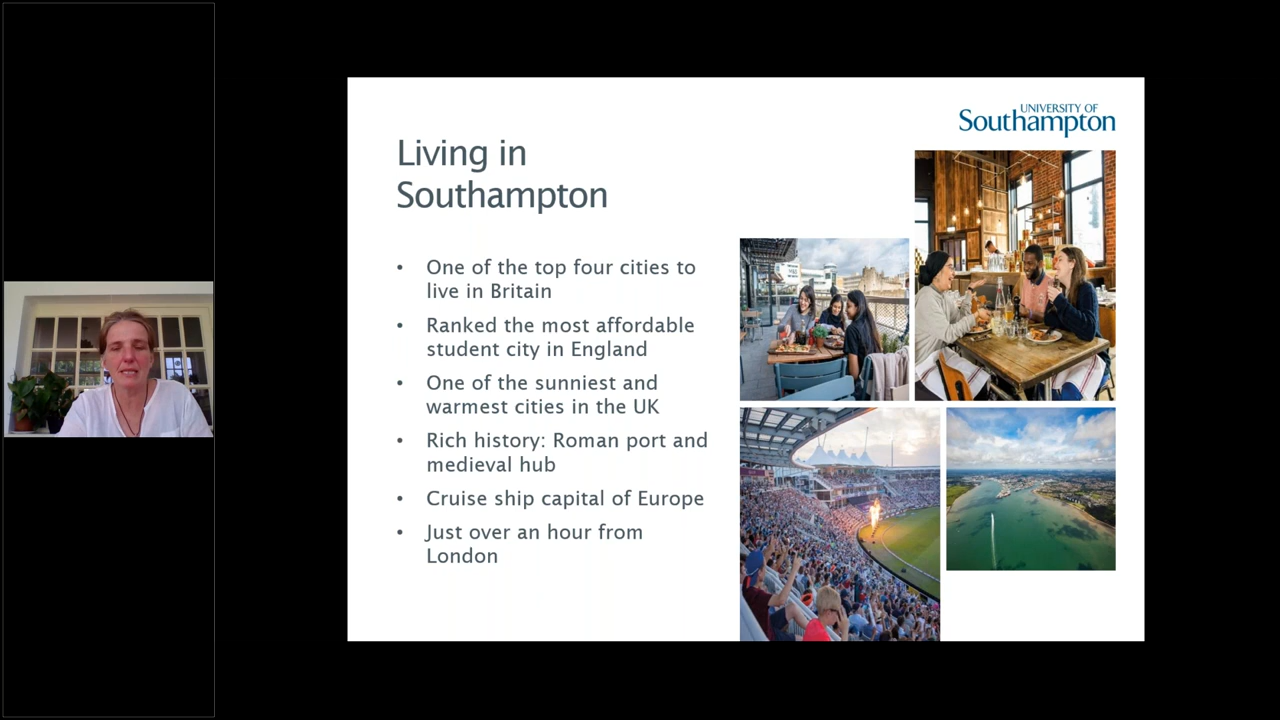 UNIVERSITY OF
Southampton
Living in
Southampton
• One of the top four cities to
live in Britain
• Ranked the most affordable
student city in England
• One of the sunniest and
warmest cities in the UK
• Rich history: Roman port and
medieval hub
• Cruise ship capital of Europe
• Just over an hour from
London